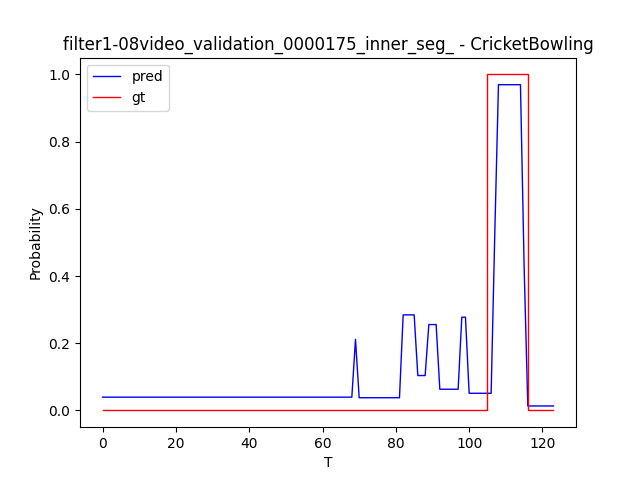 filter1-08video_validation_0000175_inner_seg_ - CricketBowling
pred
gt
1.0
0.8
0.6
0.4
0.2
0.0
Probability
0 20 40 60 80 100 120
T